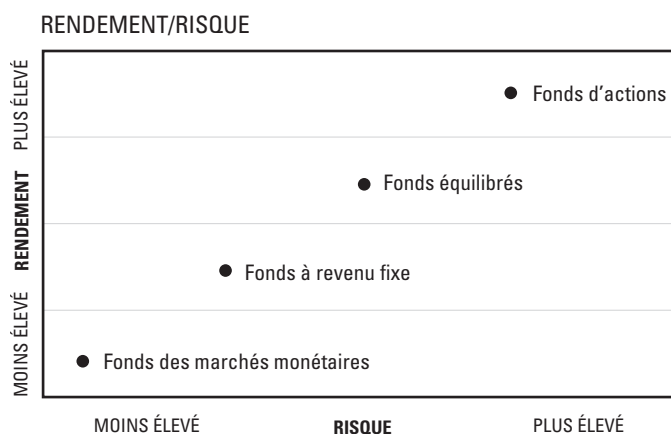 RENDEMENT/RISQUE
PLUS ÉLEVÉ
RENDEMENT
MOINS ÉLEVÉ
Fonds d’actions
Fonds équilibrés
Fonds à revenu fixe
Fonds des marchés monétaires
MOINS ÉLEVÉ
RISQUE
PLUS ÉLEVÉ